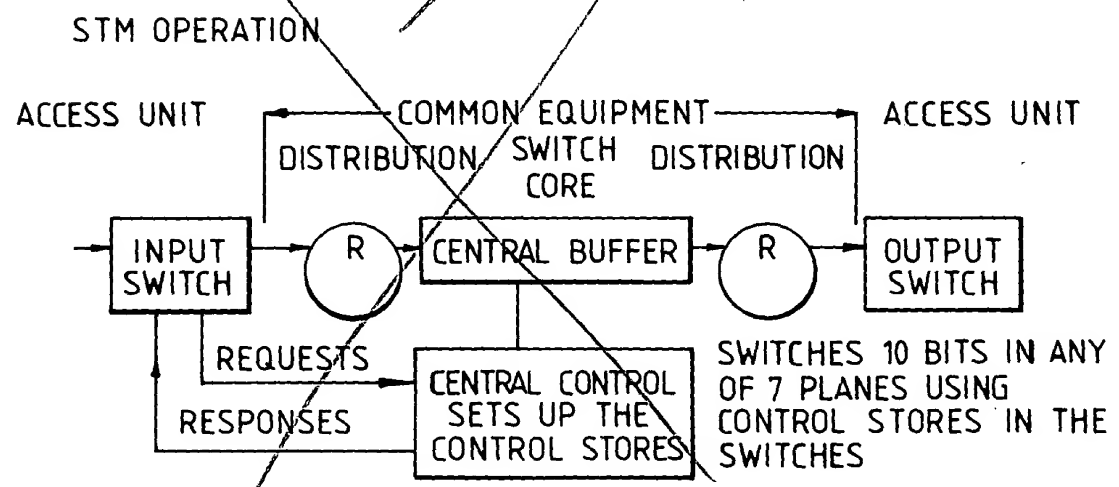 STM OPERATION
ACCESS UNIT
COMMON EQUIPMENT
ACCESS UNIT
DISTRIBUTION
SWITCH
CORE
DISTRIBUTION
INPUT
SWITCH
R
CENTRAL BUFFER
R
OUTPUT
SWITCH
REQUESTS
RESPONSES
CENTRAL CONTROL
SETS UP THE
CONTROL STORES
SWITCHES 10 BITS IN ANY
OF 7 PLANES USING
CONTROL STORES IN THE
SWITCHES